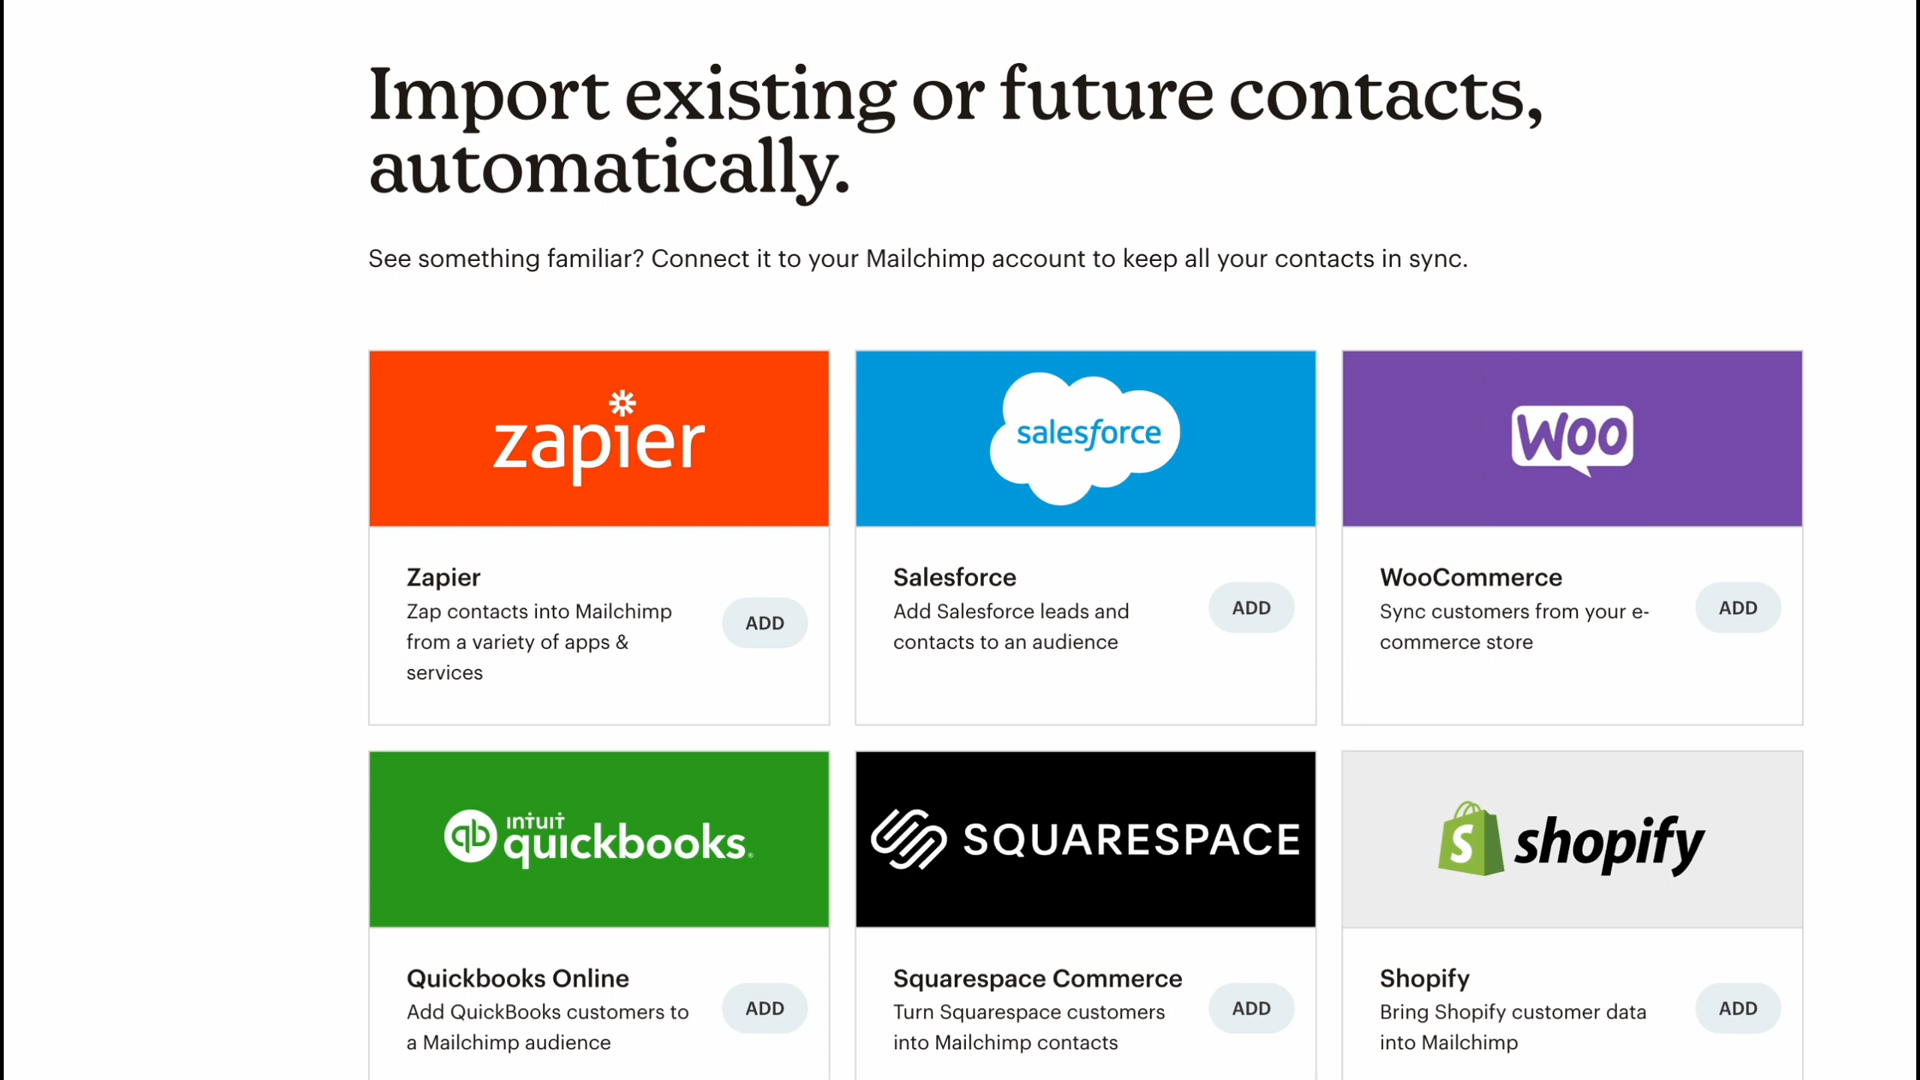 Import existing or future contacts,
automatically.
See something familiar? Connect it to your Mailchimp account to keep all your contacts in sync.
zapier
salesforce
Woo
Zapier
Zap contacts into Mailchimp
from a variety of apps &
services
ADD
Salesforce
Add Salesforce leads and
contacts to an audience
ADD
WooCommerce
Sync customers from your e-
commerce store
ADD
qb
intuit
quickbooks.
SQUARESPACE
S
shopify
Quickbooks Online
Add QuickBooks customers to
a Mailchimp audience
ADD
Squarespace Commerce
Turn Squarespace customers
into Mailchimp contacts
ADD
Shopify
Bring Shopify customer data
into Mailchimp
ADD